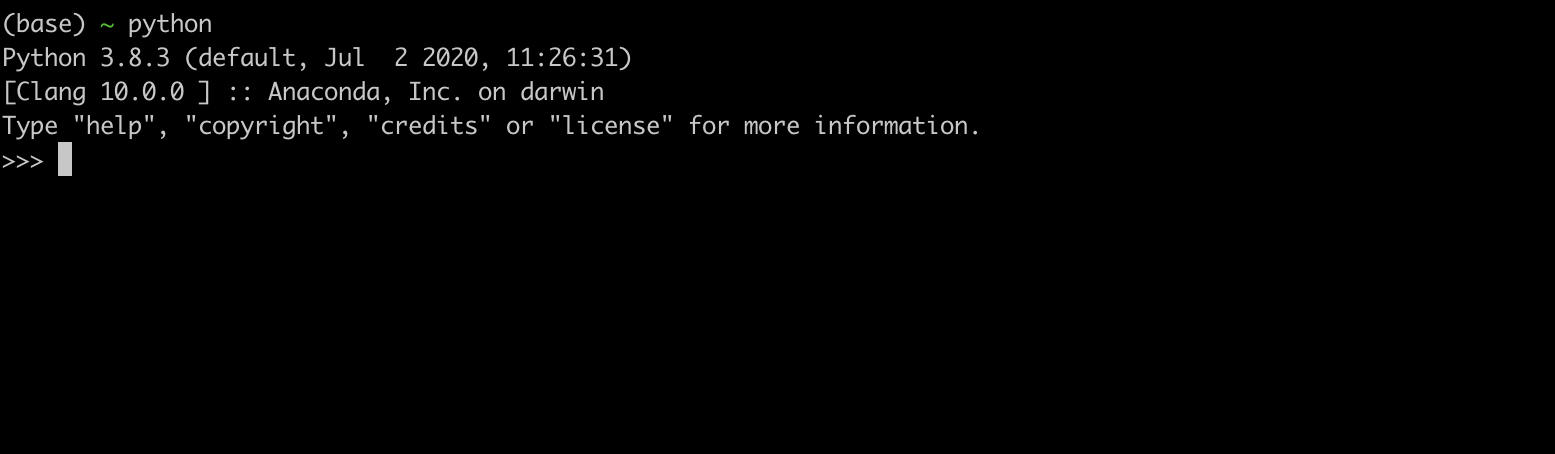 (base) ~ python
Python 3.8.3 (default, Jul  2 2020, 11:26:31)
[Clang 10.0.0 ] :: Anaconda, Inc. on darwin
Type "help", "copyright", "credits" or "license" for more information.
>>>